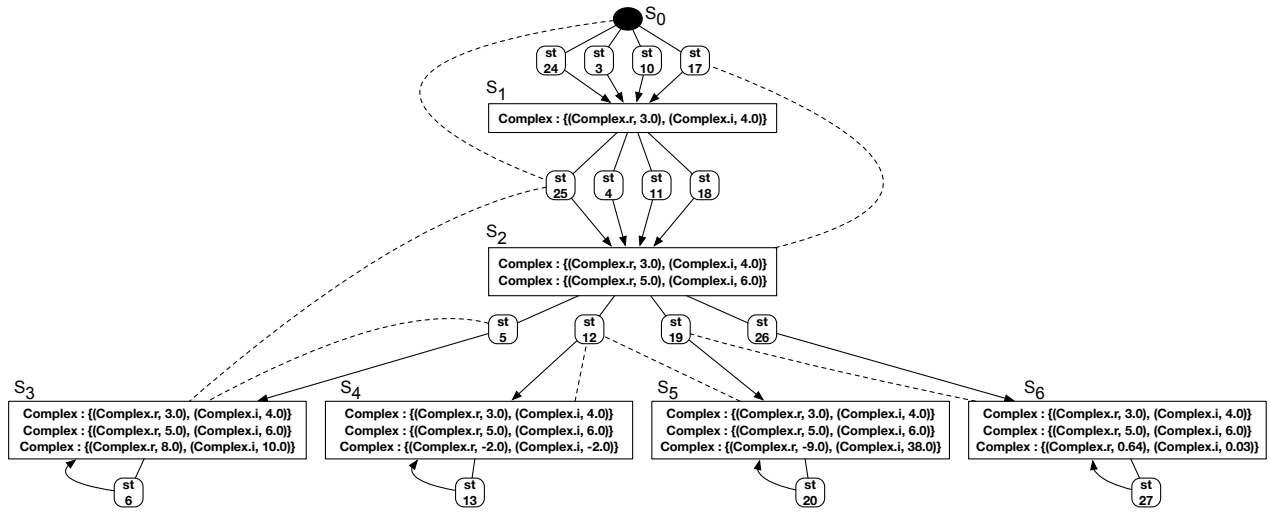 S0
st
24
st
3
st
10
st
17
S1
Complex : {(Complex.r, 3.0), (Complex.i, 4.0)}
st
25
st
4
st
11
st
18
S2
Complex : {(Complex.r, 3.0), (Complex.i, 4.0)}
Complex : {(Complex.r, 5.0), (Complex.i, 6.0)}
st
5
st
12
st
19
st
26
S3
Complex : {(Complex.r, 3.0), (Complex.i, 4.0)}
Complex : {(Complex.r, 5.0), (Complex.i, 6.0)}
Complex : {(Complex.r, 8.0), (Complex.i, 10.0)}
st
6
S4
Complex : {(Complex.r, 3.0), (Complex.i, 4.0)}
Complex : {(Complex.r, 5.0), (Complex.i, 6.0)}
Complex : {(Complex.r, -2.0), (Complex.i, -2.0)}
st
13
S5
Complex : {(Complex.r, 3.0), (Complex.i, 4.0)}
Complex : {(Complex.r, 5.0), (Complex.i, 6.0)}
Complex : {(Complex.r, -9.0), (Complex.i, 38.0)}
st
20
S6
Complex : {(Complex.r, 3.0), (Complex.i, 4.0)}
Complex : {(Complex.r, 5.0), (Complex.i, 6.0)}
Complex : {(Complex.r, 0.64), (Complex.i, 0.03)}
st
27